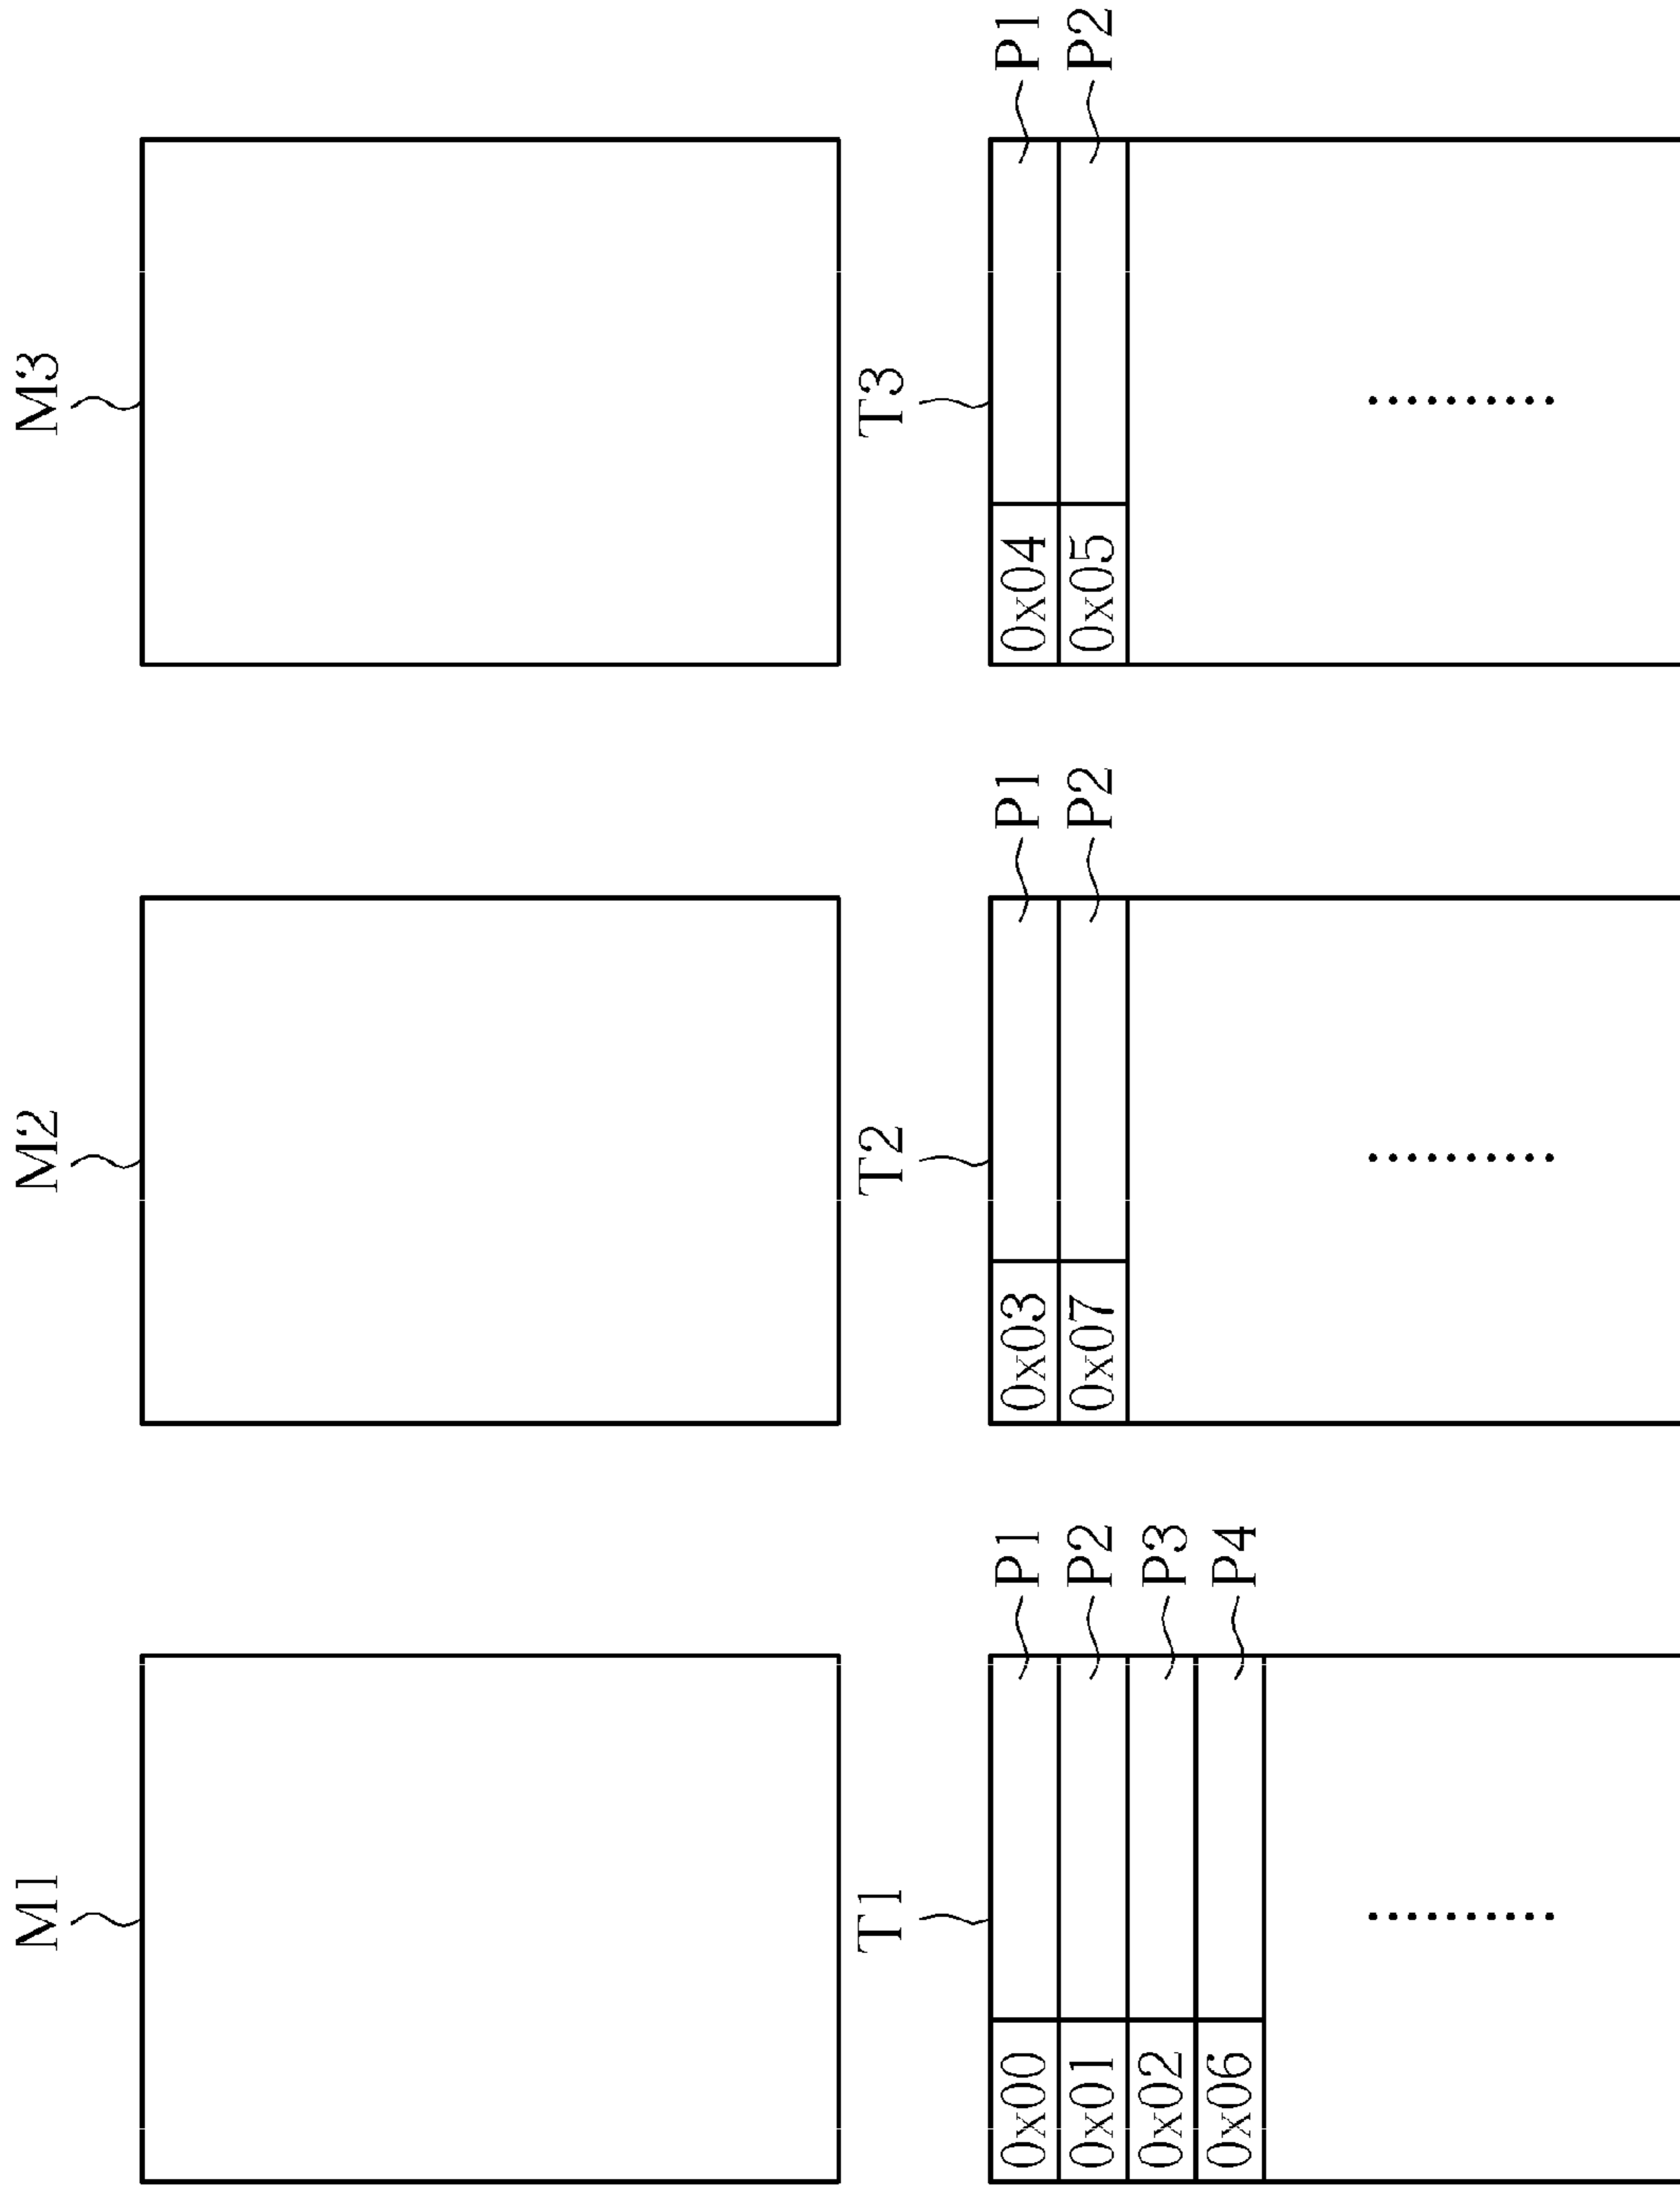 M1 M2 M3
T1 T2 T3
0x00 P1 0x03 P1 0x04 P1
0x01 P2 0x07 P2 0x05 P2
0x02 P3
0x06 P4